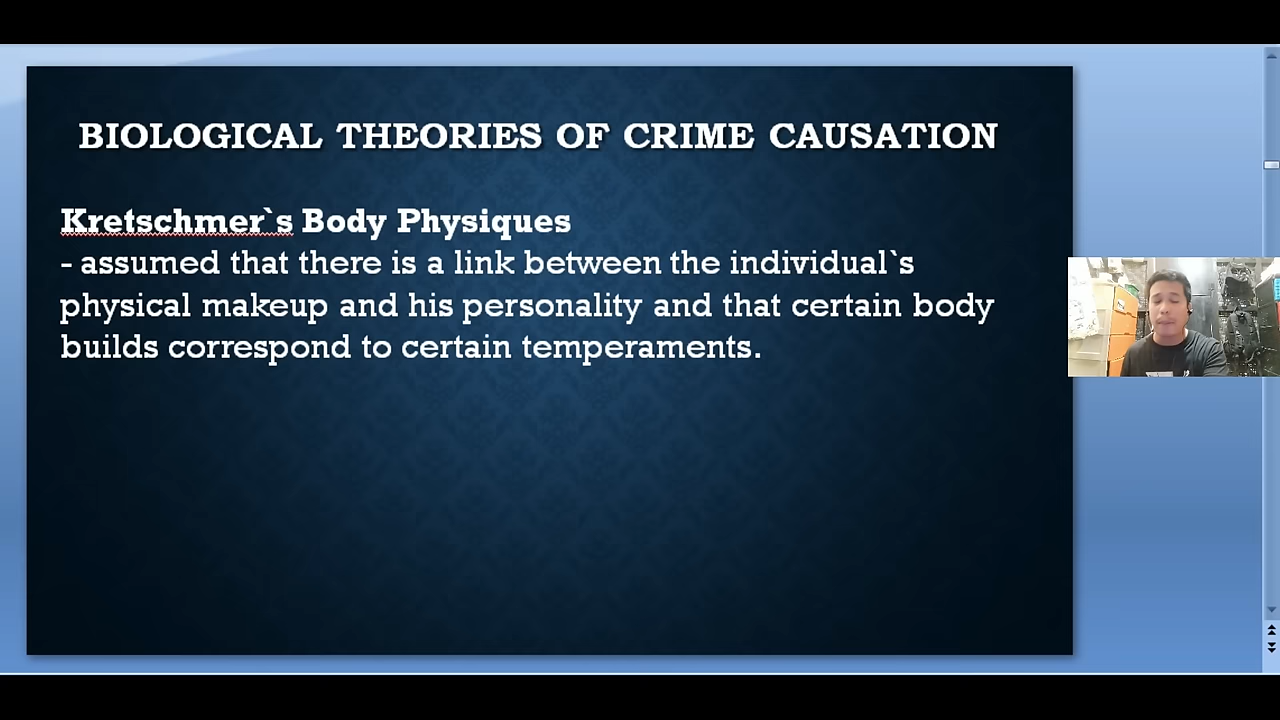 BIOLOGICAL THEORIES OF CRIME CAUSATION
Kretschmer`s Body Physiques
- assumed that there is a link between the individual`s
physical makeup and his personality and that certain body
builds correspond to certain temperaments.